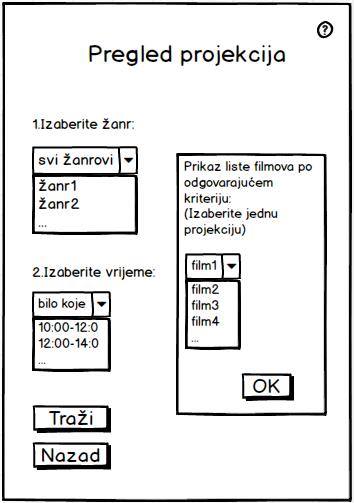 ?
Pregled projekcija
1.Izaberite žanr:
svi žanrovi
žanr1
žanr2
...
2.Izaberite vrijeme:
bilo koje
10:00-12:0
12:00-14:0
...
Traži
Nazad
Prikaz liste filmova po
odgovarajućem
kriteriju:
(Izaberite jednu
projekciju)
film1
film2
film3
film4
...
OK